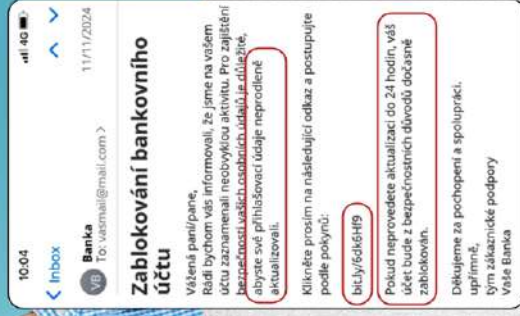 10:04
4G
Inbox
VB
Banka
11/11/2024
To: vasmail@mail.com >
Zablokování bankovního
účtu
Vážená paní/pane,
Rádi bychom vás informovali, že jsme na vašem
účtu zaznamenali neobvyklou aktivitu. Pro zajištění
bezpečnosti vašich osobních údajů je důležité,
abyste své přihlašovací údaje neprodleně
aktualizovali.
Klikněte prosím na následující odkaz a postupujte
podle pokynů:
bit.ly/6dk6Hf9
Pokud neprovedete aktualizaci do 24 hodin, váš
účet bude z bezpečnostních důvodů dočasně
zablokován.
Děkujeme za pochopení a spolupráci.
upřímně,
tým zákaznické podpory
Vaše Banka